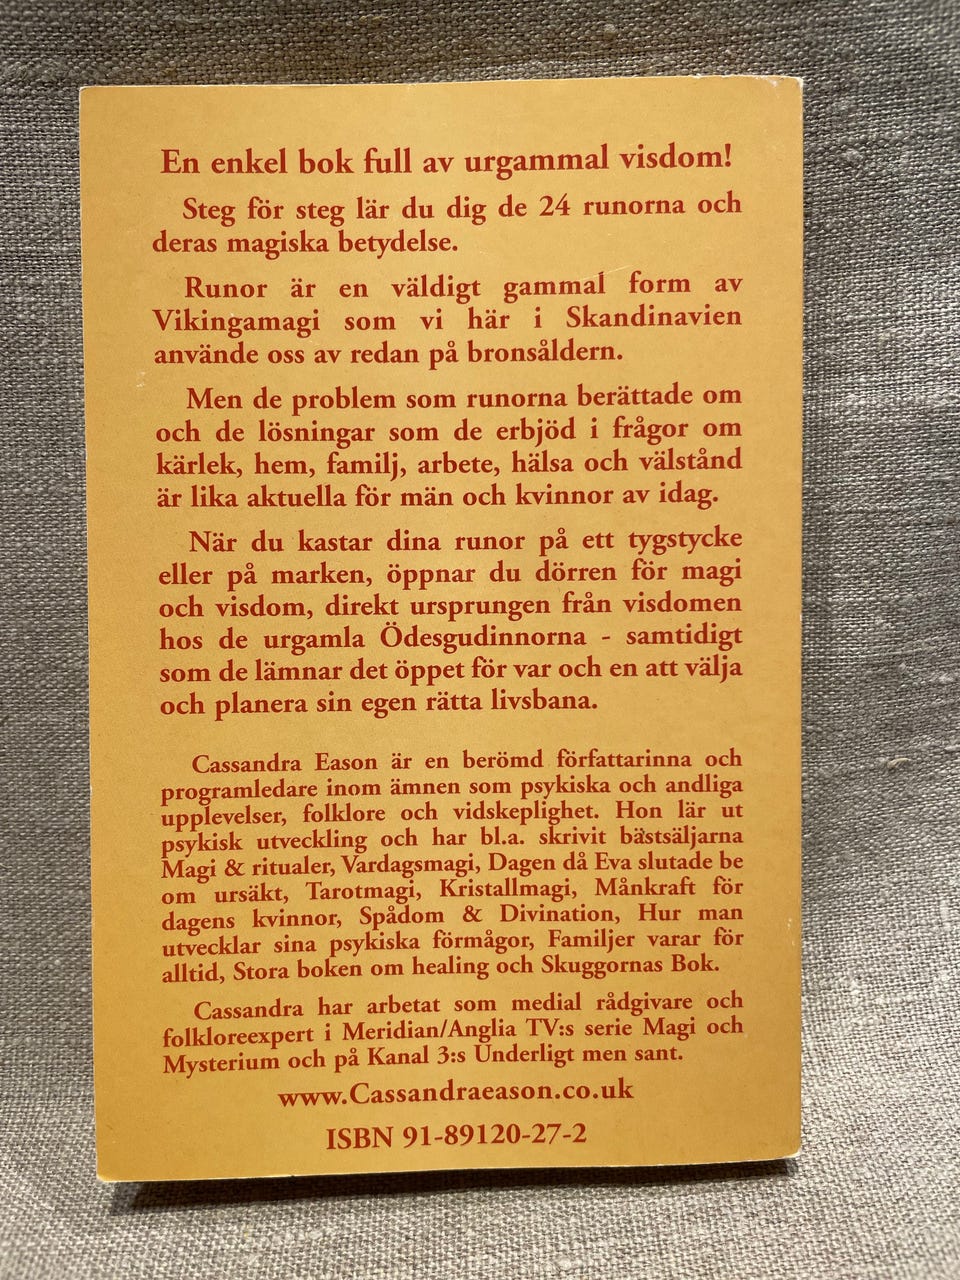 En enkel bok full av urgammal visdom!
Steg för steg lär du dig de 24 runorna och
deras magiska betydelse.
Runor är en väldigt gammal form av
Vikingamagi som vi här i Skandinavien
använde oss av redan på bronsåldern.
Men de problem som runorna berättade om
och de lösningar som de erbjöd i frågor om
kärlek, hem, familj, arbete, hälsa och välstånd
är lika aktuella för män och kvinnor av idag.
När du kastar dina runor på ett tygstycke
eller på marken, öppnar du dörren för magi
och visdom, direkt ursprungen från visdomen
hos de urgamla Ödesgudinnorna - samtidigt
som de lämnar det öppet för var och en att välja
och planera sin egen rätta livsbana.
Cassandra Eason är en berömd författarinna och
programledare inom ämnen som psykiska och andliga
upplevelser, folklore och vidskeplighet. Hon lär ut
psykisk utveckling och har bl.a. skrivit bästsäljarna
Magi & ritualer, Vardagsmagi, Dagen då Eva slutade be
om ursäkt, Tarotmagi, Kristallmagi, Månkraft för
dagens kvinnor, Spådom & Divination, Hur man
utvecklar sina psykiska förmågor, Familjer varar för
alltid, Stora boken om healing och Skuggornas Bok.
Cassandra har arbetat som medial rådgivare och
folkloreexpert i Meridian/Anglia TV:s serie Magi och
Mysterium och på Kanal 3:s Underligt men sant.
www.Cassandraeason.co.uk
ISBN 91-89120-27-2